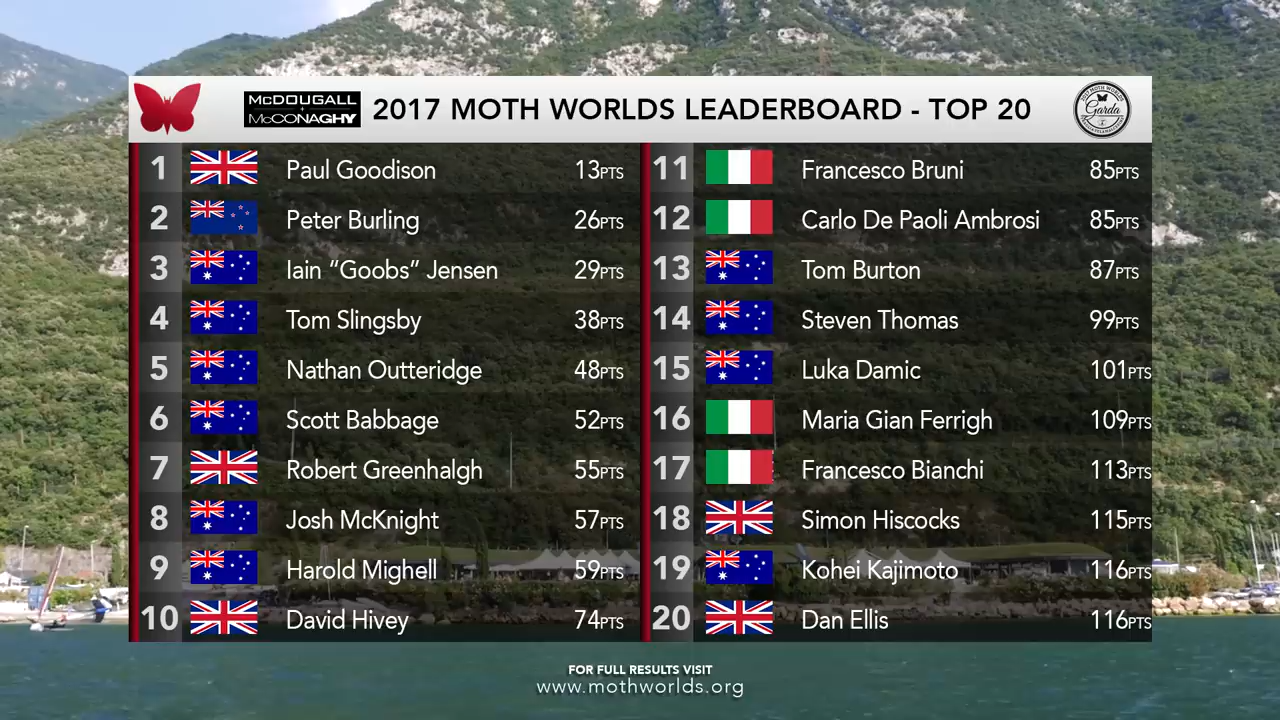 McDOUGALL
+
McCONAGHY
2017 MOTH WORLDS LEADERBOARD - TOP 20
Garda
1 Paul Goodison 13PTS
2 Peter Burling 26PTS
3 Iain “Goobs” Jensen 29PTS
4 Tom Slingsby 38PTS
5 Nathan Outteridge 48PTS
6 Scott Babbage 52PTS
7 Robert Greenhalgh 55PTS
8 Josh McKnight 57PTS
9 Harold Mighell 59PTS
10 David Hivey 74PTS
11 Francesco Bruni 85PTS
12 Carlo De Paoli Ambrosi 85PTS
13 Tom Burton 87PTS
14 Steven Thomas 99PTS
15 Luka Damic 101PTS
16 Maria Gian Ferrigh 109PTS
17 Francesco Bianchi 113PTS
18 Simon Hiscocks 115PTS
19 Kohei Kajimoto 116PTS
20 Dan Ellis 116PTS
FOR FULL RESULTS VISIT
www.mothworlds.org